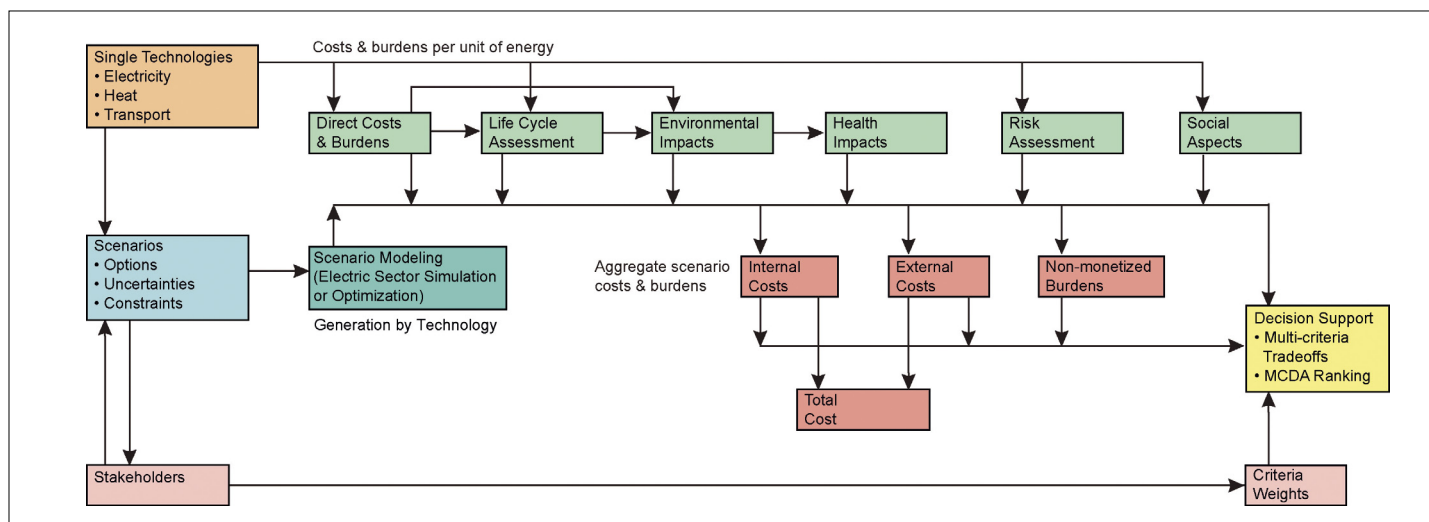 Single Technologies
• Electricity
• Heat
• Transport
Costs & burdens per unit of energy
Direct Costs
& Burdens
Life Cycle
Assessment
Environmental
Impacts
Health
Impacts
Risk
Assessment
Social
Aspects
Scenarios
• Options
• Uncertainties
• Constraints
Scenario Modeling
(Electric Sector Simulation
or Optimization)
Generation by Technology
Aggregate scenario
costs & burdens
Internal
Costs
External
Costs
Non-monetized
Burdens
Decision Support
• Multi-criteria
Tradeoffs
• MCDA Ranking
Total
Cost
Stakeholders
Criteria
Weights